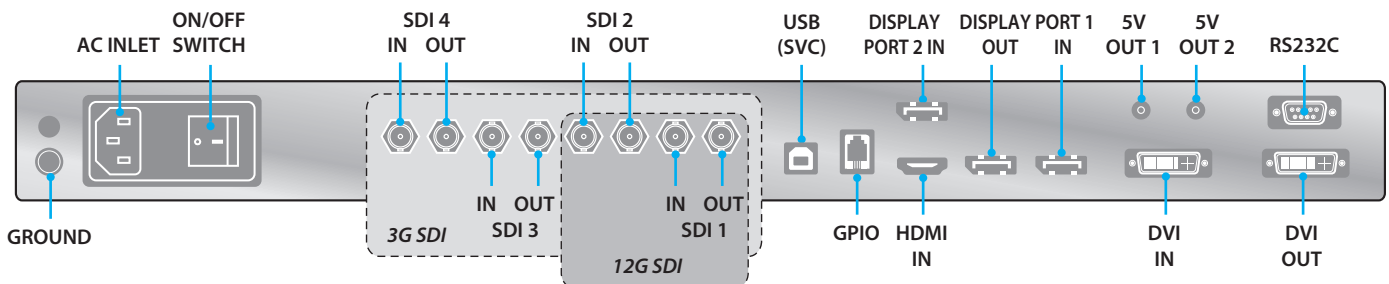 ON/OFF
AC INLET SWITCH
SDI 4
IN OUT
SDI 2
IN OUT
USB
(SVC)
DISPLAY
PORT 2 IN
DISPLAY
OUT
PORT 1
IN
5V
OUT 1
5V
OUT 2
RS232C
GROUND
3G SDI
IN OUT
SDI 3
IN OUT
SDI 1
12G SDI
GPIO
HDMI
IN
DVI
IN
DVI
OUT